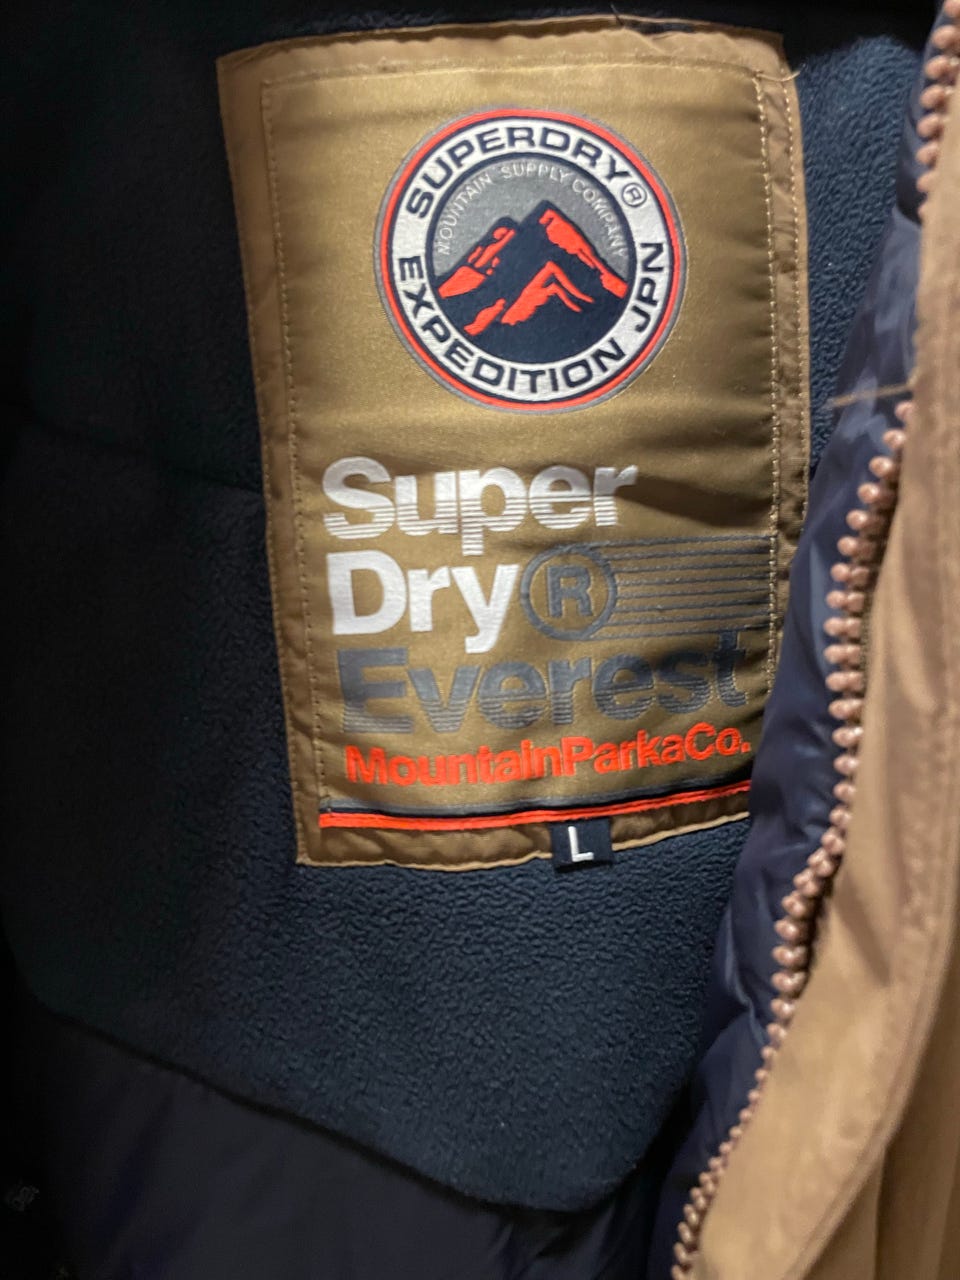 SUPERDRY®
MOUNTAIN SUPPLY COMPANY
EXPEDITION JPN
Super
Dry®
Everest
MountainParkaCo.
L